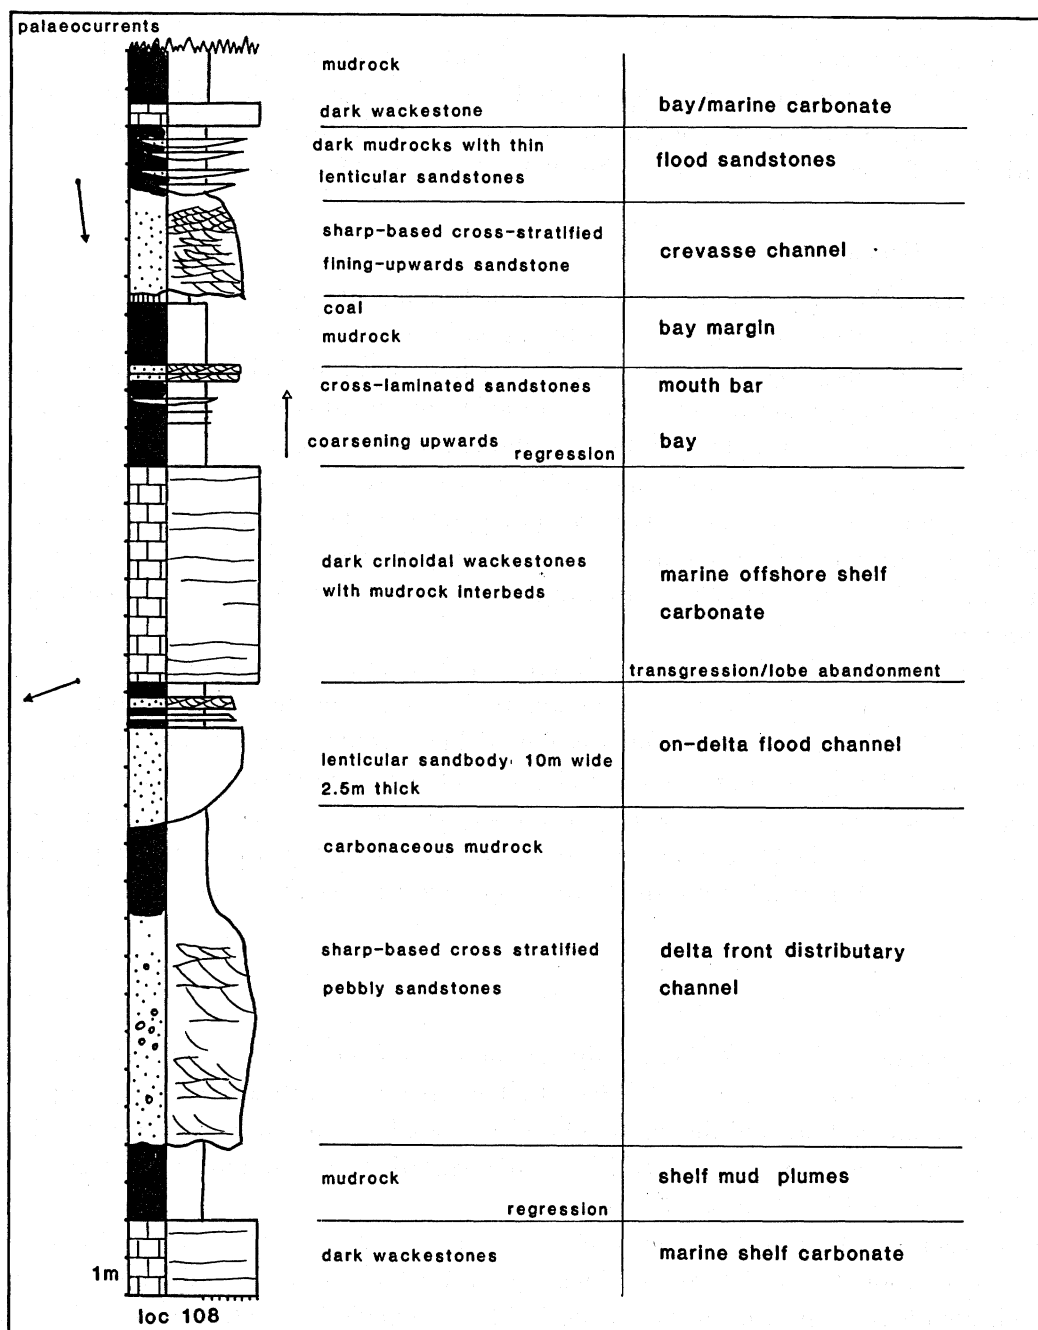 palaeocurrents
mudrock
dark wackestone
bay/marine carbonate
dark mudrocks with thin
lenticular sandstones
flood sandstones
sharp-based cross-stratified
fining-upwards sandstone
crevasse channel
coal
mudrock
bay margin
cross-laminated sandstones
mouth bar
coarsening upwards
regression
bay
dark crinoidal wackestones
with mudrock interbeds
marine offshore shelf
carbonate
transgression/lobe abandonment
on-delta flood channel
lenticular sandbody 10m wide
2.5m thick
carbonaceous mudrock
sharp-based cross stratified
pebbly sandstones
delta front distributary
channel
mudrock
shelf mud plumes
regression
dark wackestones
marine shelf carbonate
1m
loc 108